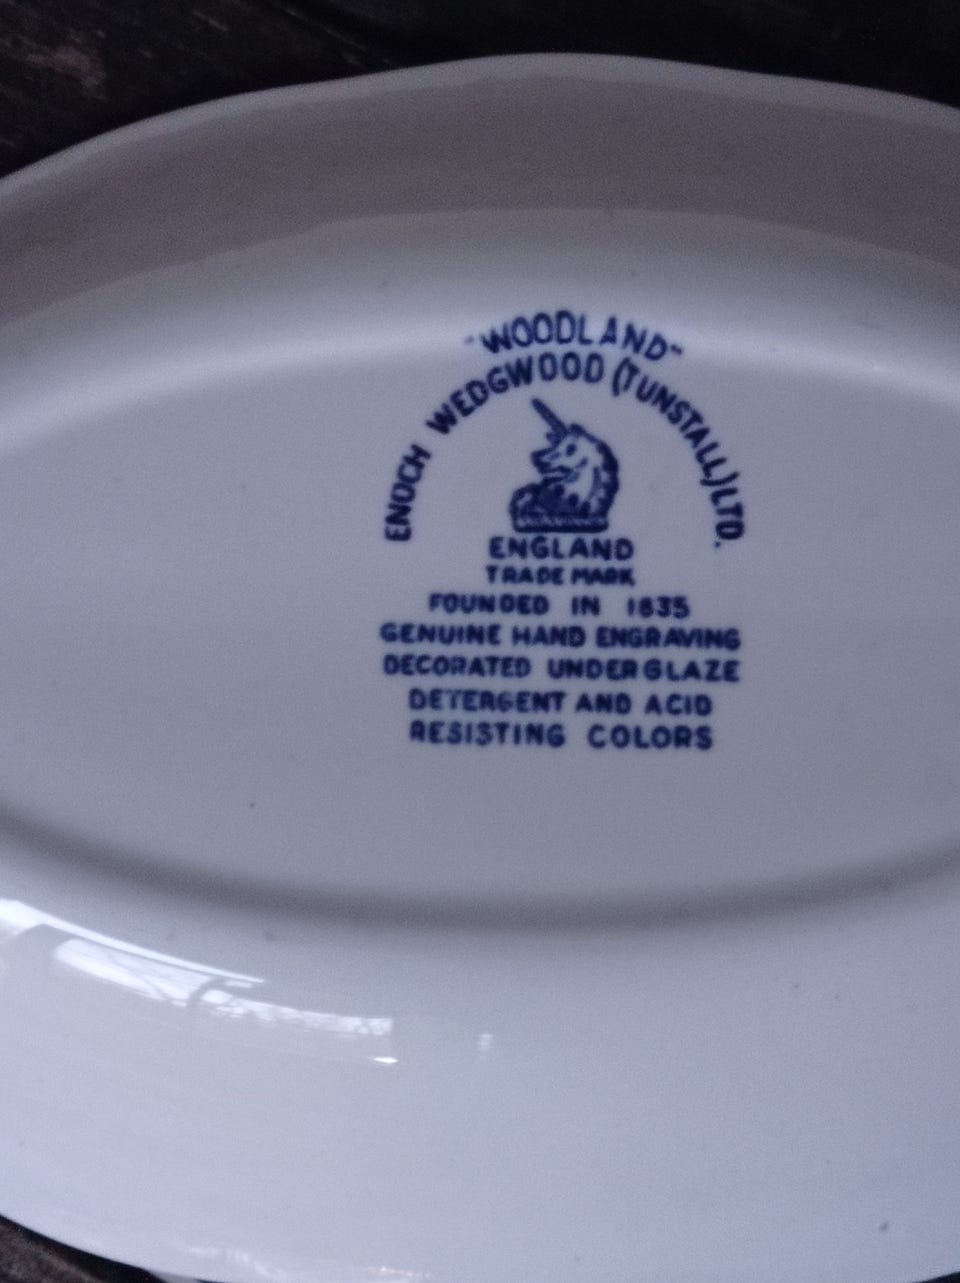 "WOODLAND"
ENOCH WEDGWOOD (TUNSTALL) LTD.
ENGLAND
TRADE MARK
FOUNDED IN 1835
GENUINE HAND ENGRAVING
DECORATED UNDERGLAZE
DETERGENT AND ACID
RESISTING COLORS